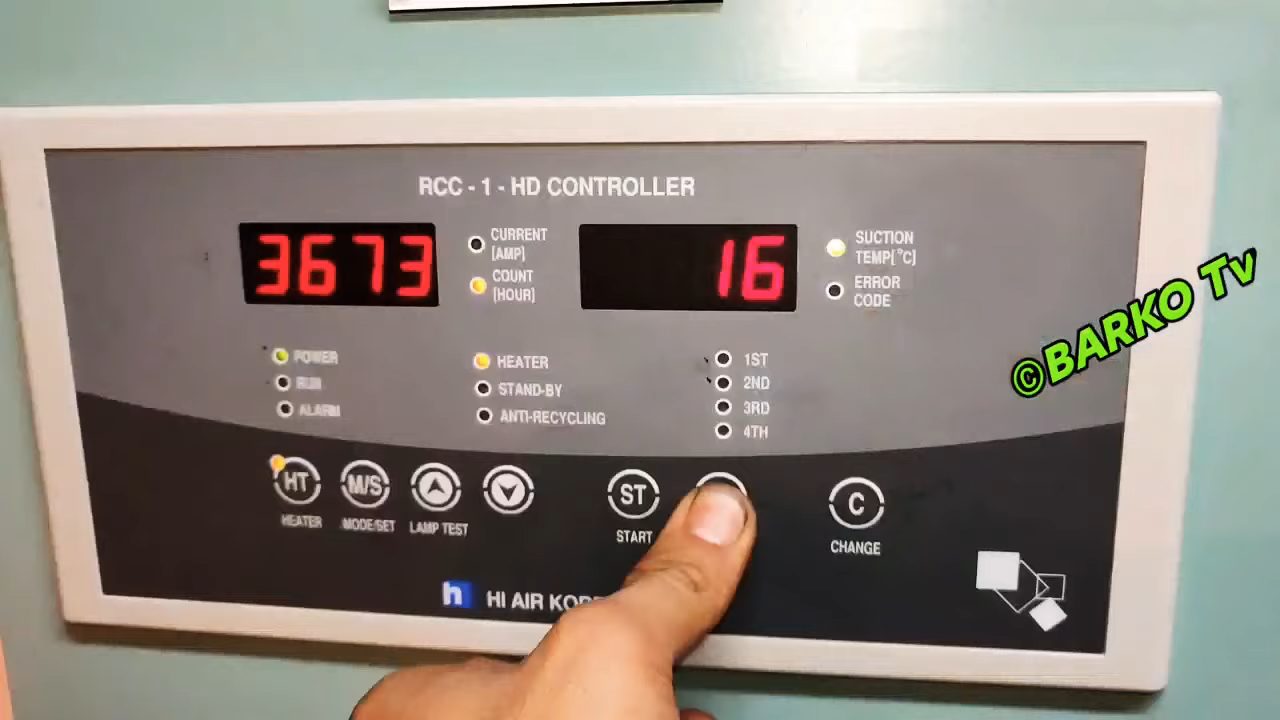 RCC - 1 - HD CONTROLLER
3673
CURRENT
[AMP]
COUNT
[HOUR]
16
SUCTION
TEMP[°C]
ERROR
CODE
POWER
RUN
ALARM
HEATER
STAND-BY
ANTI-RECYCLING
1ST
2ND
3RD
4TH
HT
HEATER
M/S
MODE/SET
LAMP TEST
ST
START
C
CHANGE
h HI AIR
©BARKO Tv